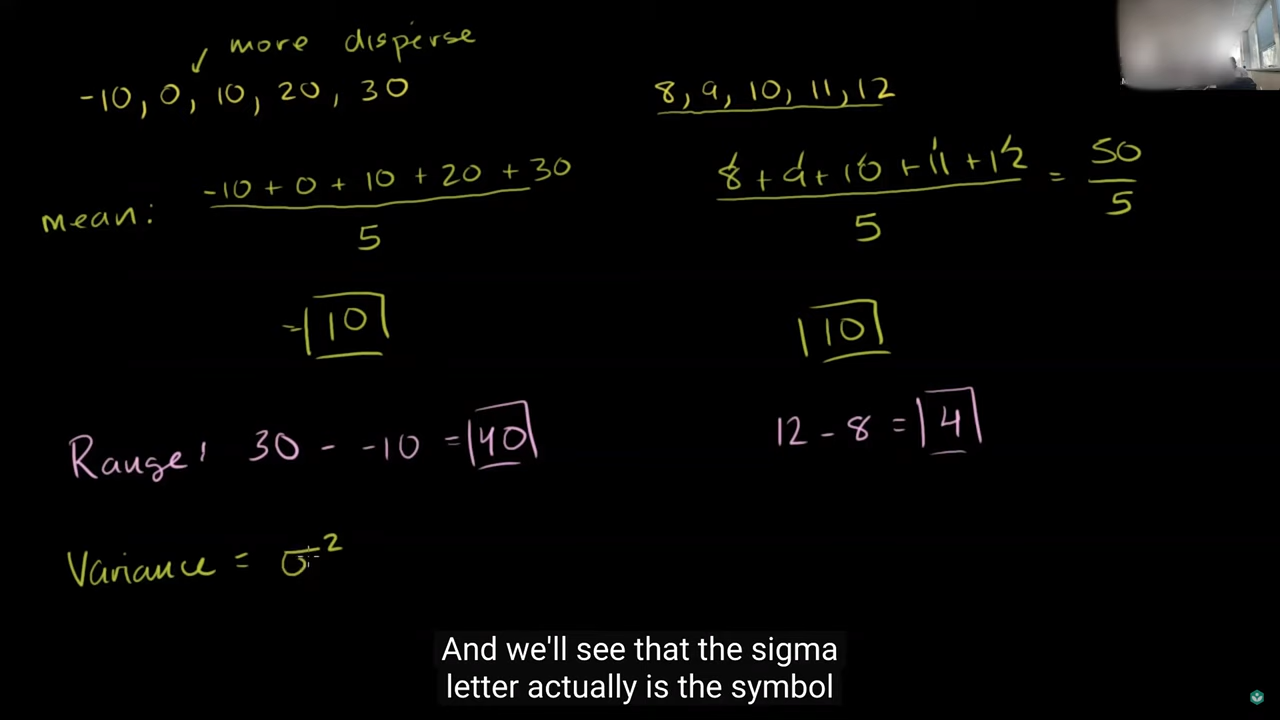 more disperse
-10, 0, 10, 20, 30
8, 9, 10, 11, 12
mean: -10 + 0 + 10 + 20 + 30 / 5
8 + 9 + 10 + 11 + 12 / 5 = 50 / 5
= 10
10
Range: 30 - -10 = 40
12 - 8 = 4
Variance = σ²
And we'll see that the sigma
letter actually is the symbol